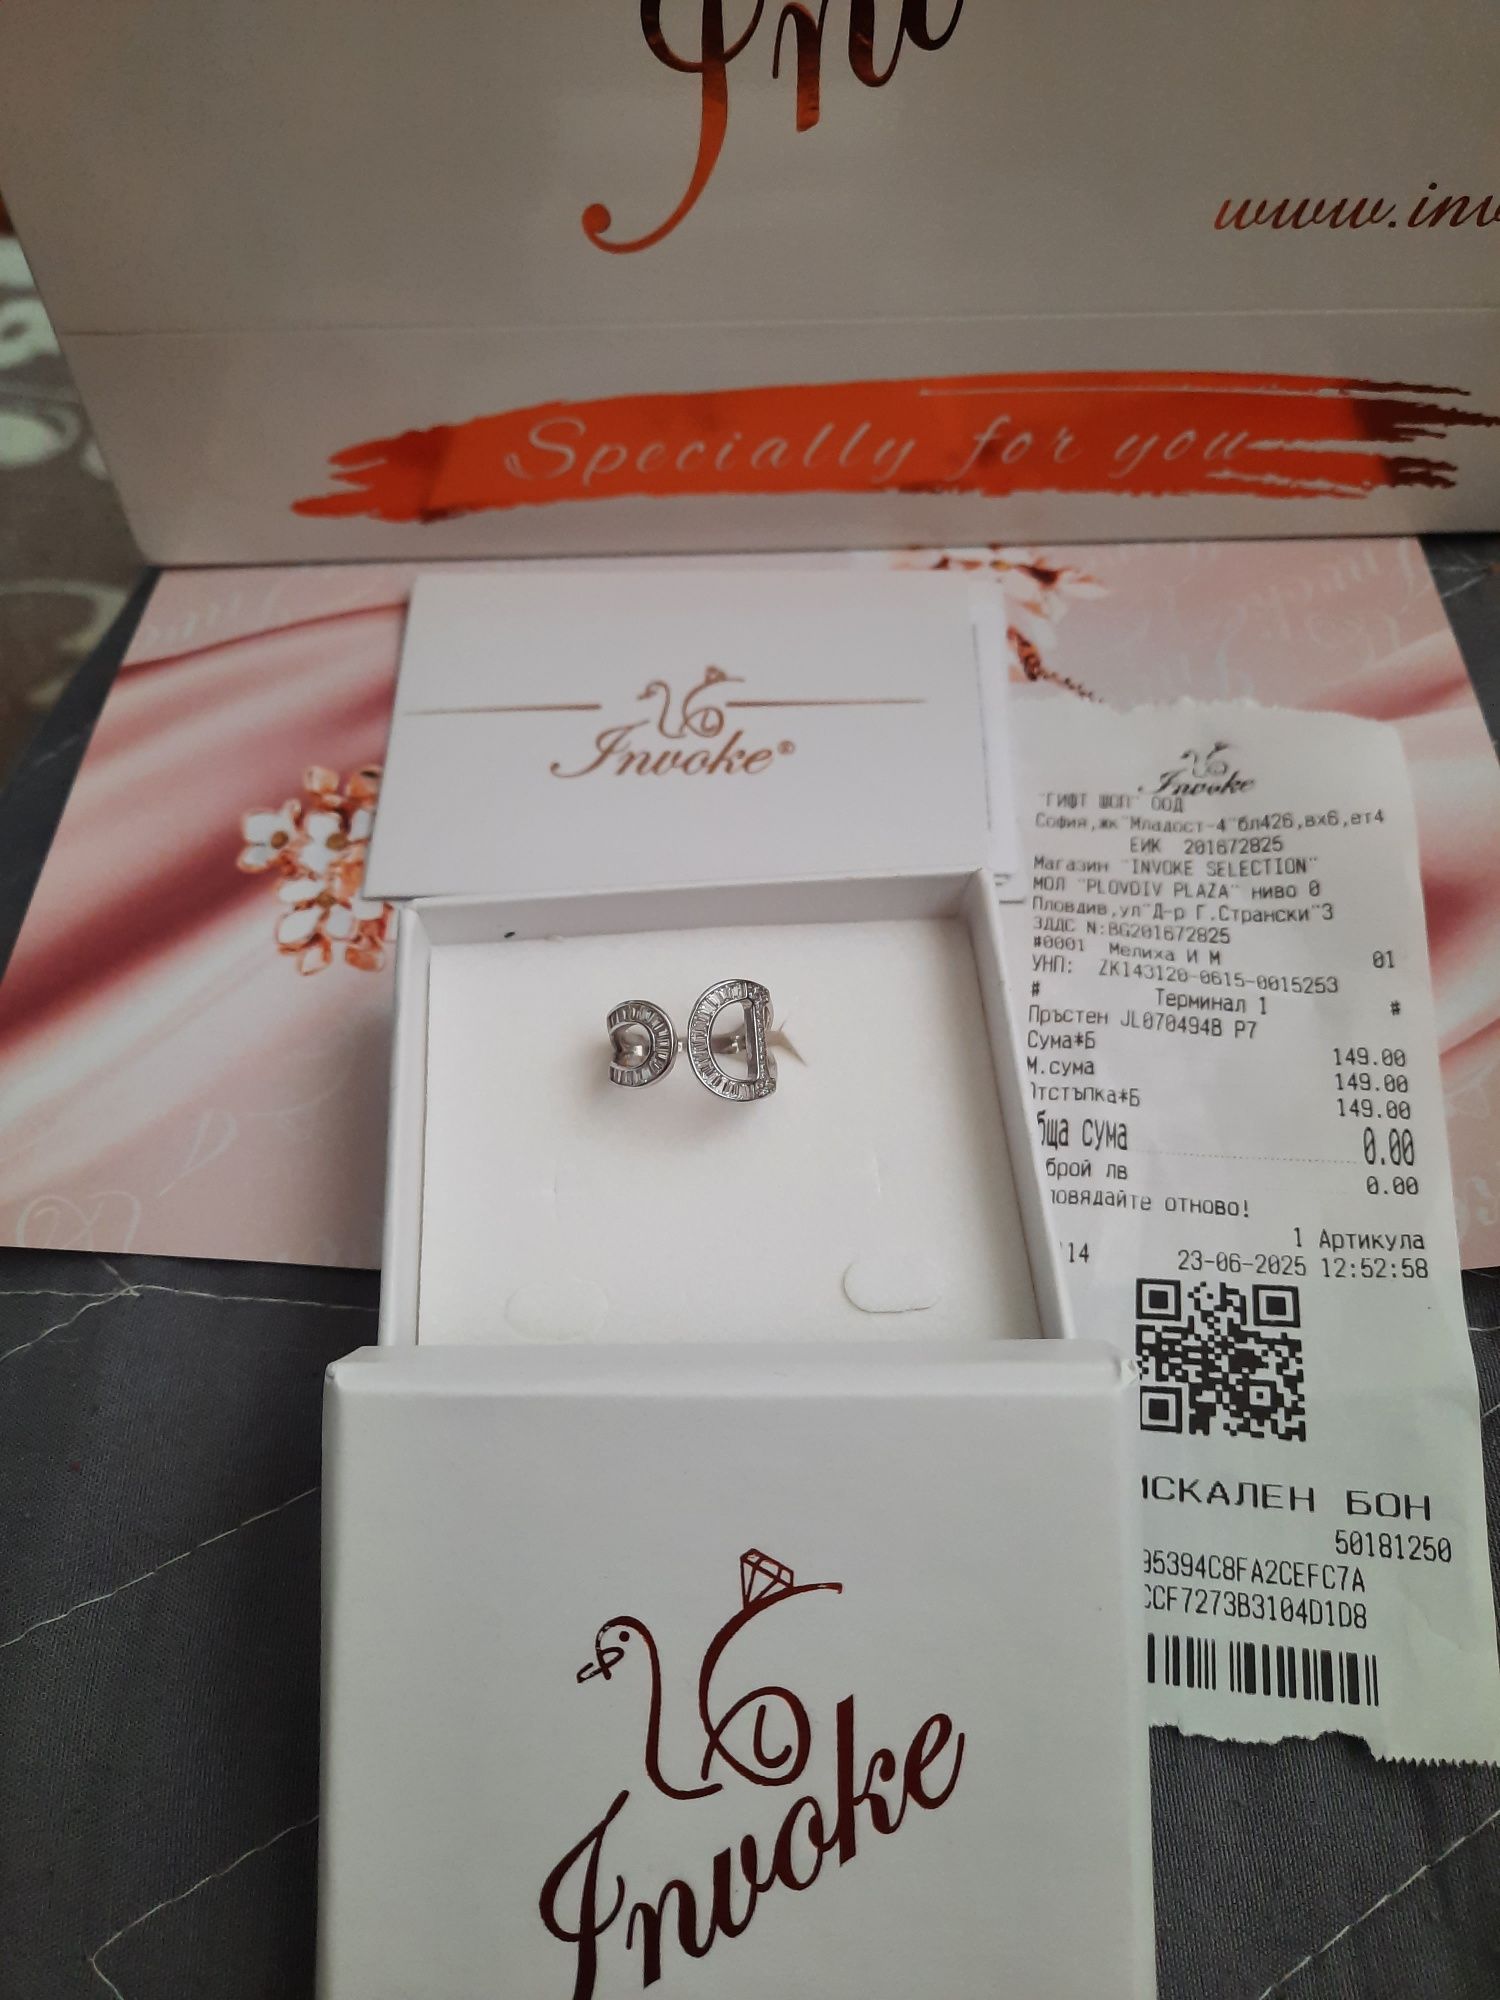 Inv
www.inv
Specially for you
Invoke®
Invoke
"ГИФТ ШОП" ООД
София,жк"Младост-4"бл426,вх6,ет4
ЕИК 201672825
Магазин "INVOKE SELECTION"
МОЛ "PLOVDIV PLAZA" ниво 0
Пловдив,ул"Д-р Г.Странски"3
ЗДДС N:BG201672825
#0001 Мелиха И М 01
УНП: ZK143120-0615-0015253
# Терминал 1 #
Пръстен JL070494B P7
Сума*Б 149.00
М.сума 149.00
Отстъпка*Б 149.00
бща сума 0.00
брой лв 0.00
повядайте отново!
1 Артикула
14 23-06-2025 12:52:58
ИСКАЛЕН БОН
50181250
95394C8FA2CEFC7A
CCF7273B3104D1D8
Invoke